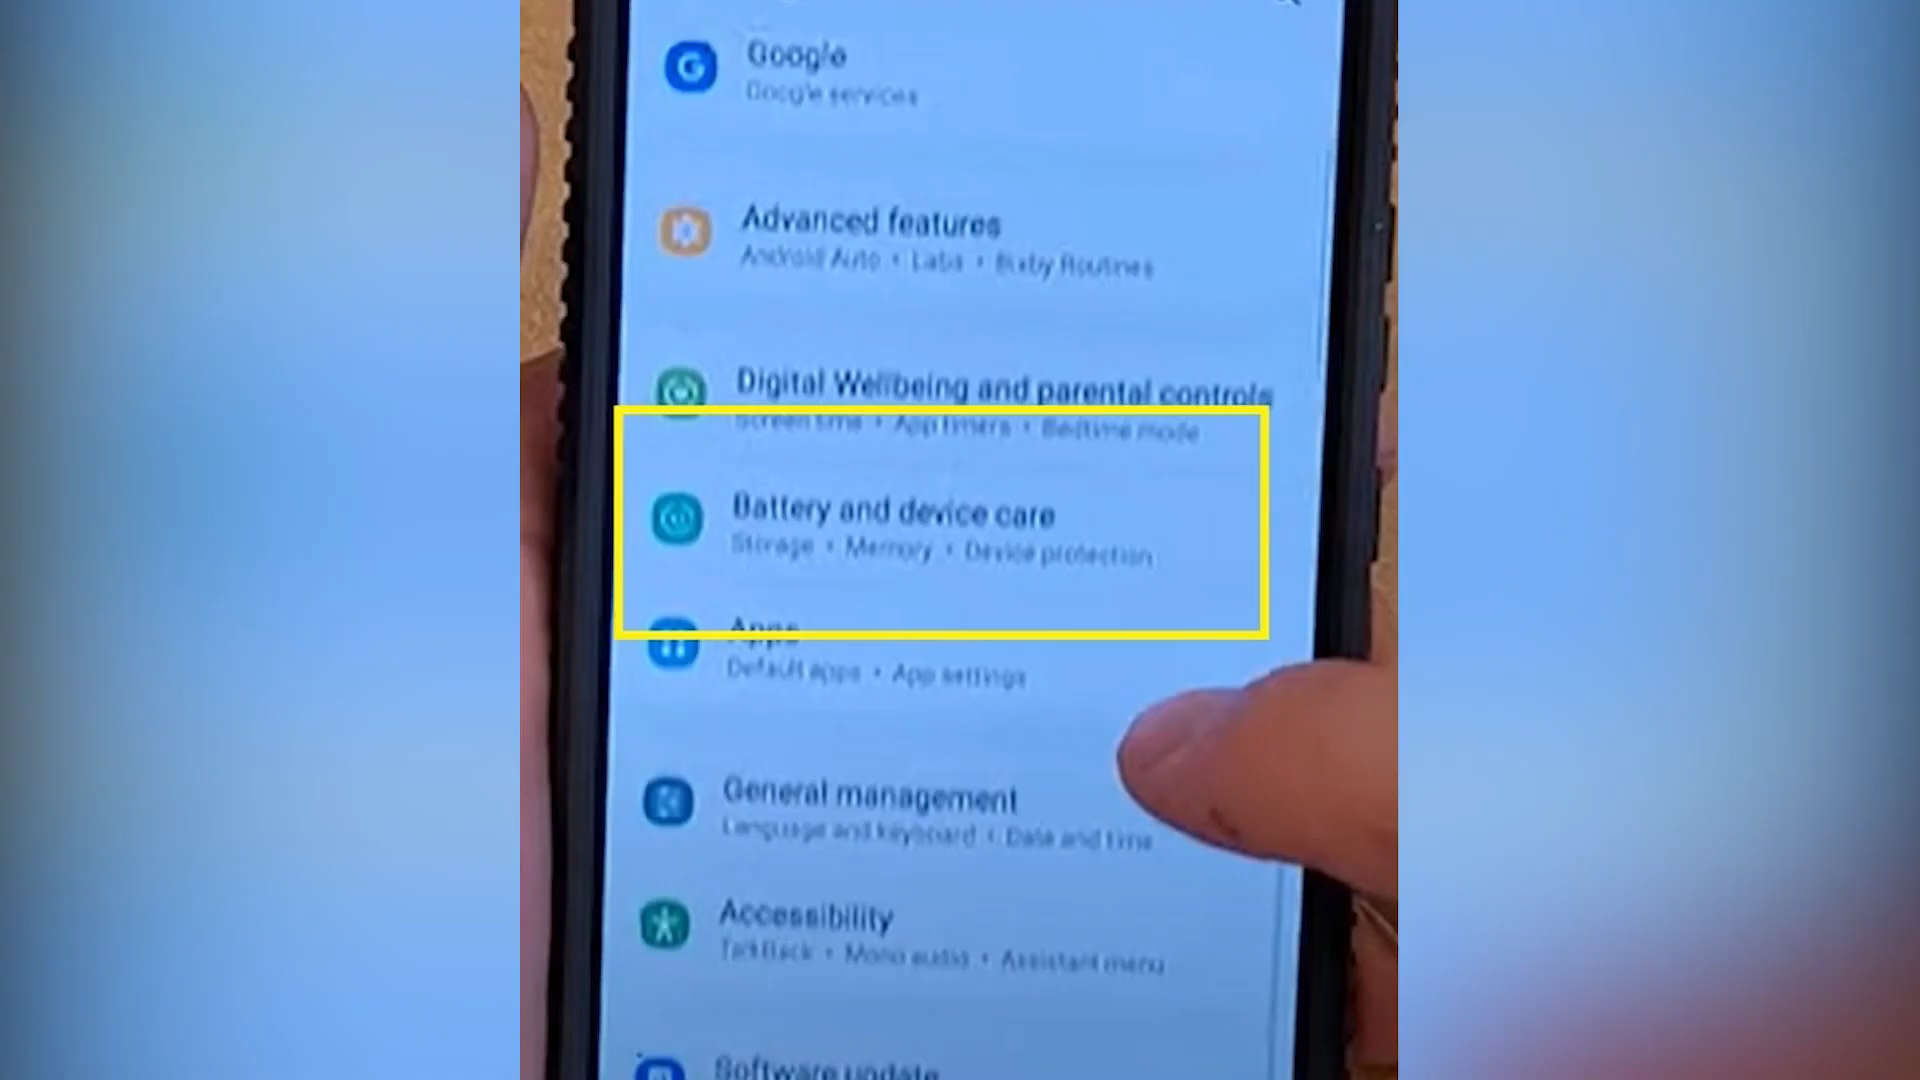 Google
Google services
Advanced features
Android Auto • Labs • Bixby Routines
Digital Wellbeing and parental controls
Screen time • App timers • Bedtime mode
Battery and device care
Storage • Memory • Device protection
Apps
Default apps • App settings
General management
Language and keyboard • Date and time
Accessibility
TalkBack • Mono audio • Assistant menu
Software update